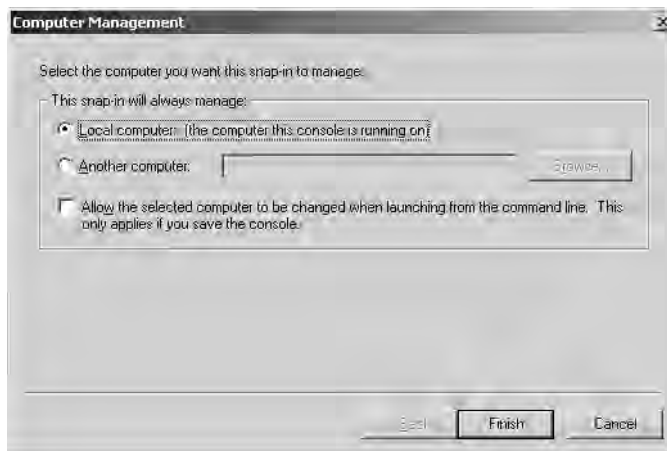 Computer Management
Select the computer you want this snap-in to manage.
This snap-in will always manage:
Local computer: (the computer this console is running on)
Another computer:
Browse...
Allow the selected computer to be changed when launching from the command line. This
only applies if you save the console.
Back
Finish
Cancel